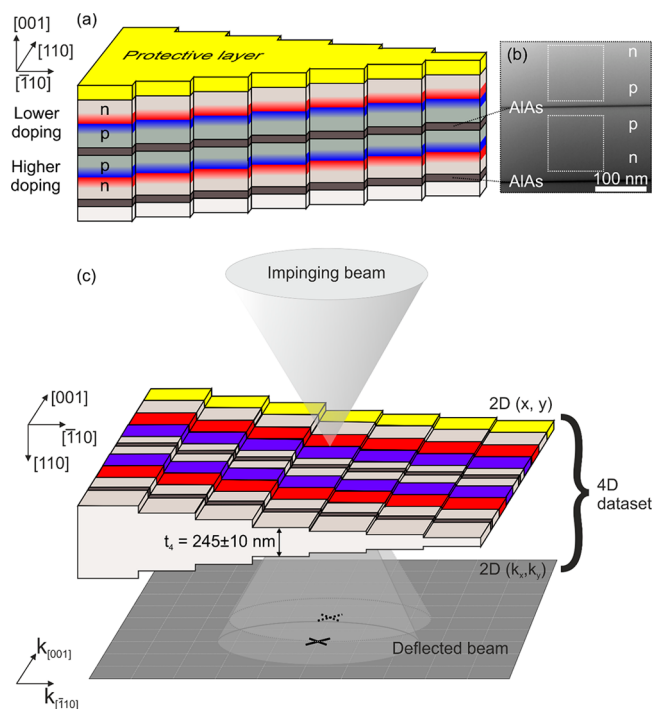 (a)
[001]
[110]
[1̄10]
Protective layer
n
Lower
doping
p
Higher
doping
p
n
(b)
n
p
AlAs
p
n
AlAs
100 nm
(c)
Impinging beam
[001]
[1̄10]
[110]
2D (x, y)
4D
dataset
t₄ = 245±10 nm
2D (kₓ,kᵧ)
Deflected beam
k[001]
k[1̄10]